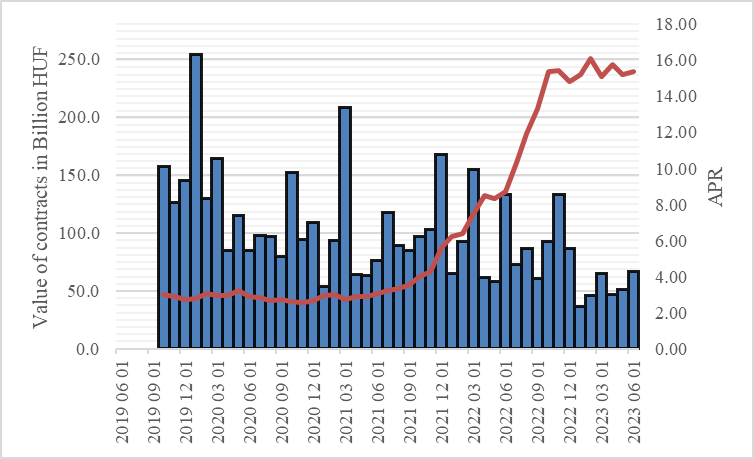 Value of contracts in Billion HUF
250.0
200.0
150.0
100.0
50.0
0.0
18.00
16.00
14.00
12.00
10.00
8.00
6.00
4.00
2.00
0.00
APR
2019 06 01
2019 09 01
2019 12 01
2020 03 01
2020 06 01
2020 09 01
2020 12 01
2021 03 01
2021 06 01
2021 09 01
2021 12 01
2022 03 01
2022 06 01
2022 09 01
2022 12 01
2023 03 01
2023 06 01